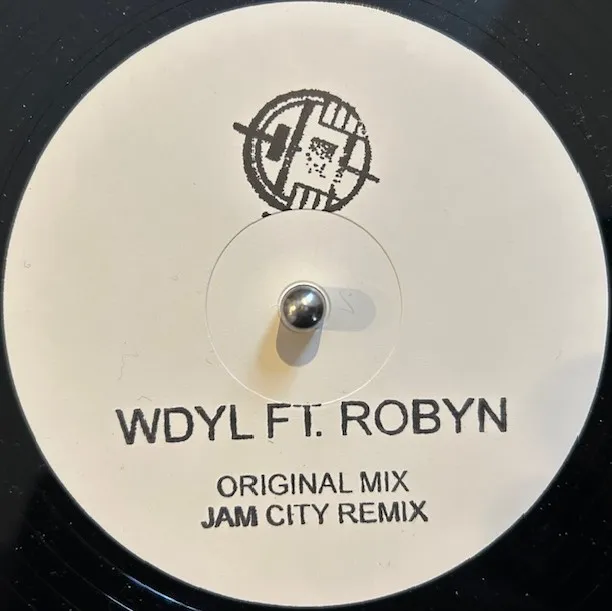 WDYL FT. ROBYN
ORIGINAL MIX
JAM CITY REMIX